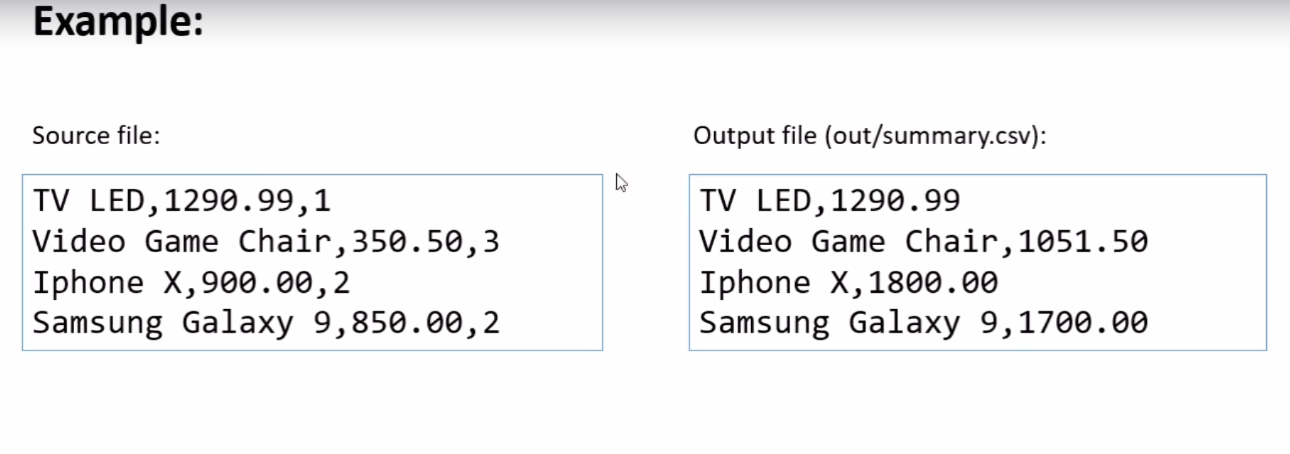 Example:
Source file:
TV LED,1290.99,1
Video Game Chair,350.50,3
Iphone X,900.00,2
Samsung Galaxy 9,850.00,2
Output file (out/summary.csv):
TV LED,1290.99
Video Game Chair,1051.50
Iphone X,1800.00
Samsung Galaxy 9,1700.00